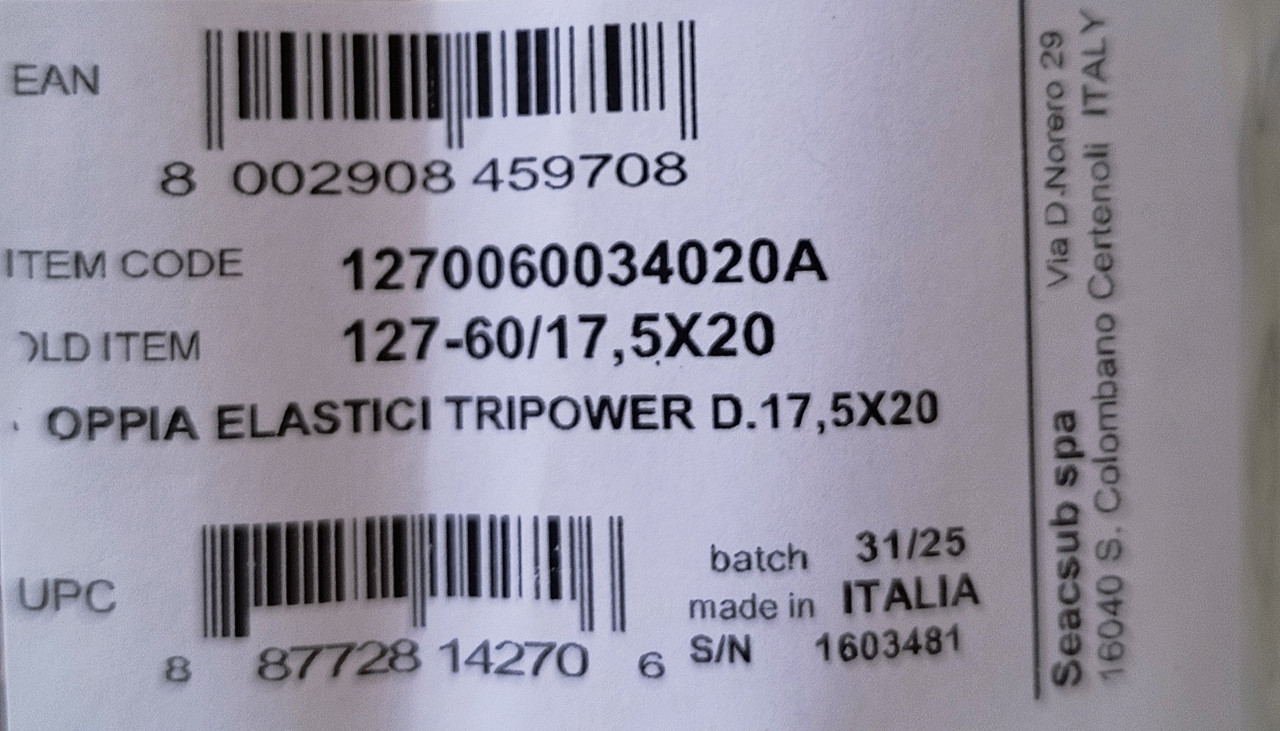 EAN
8 002908 459708
ITEM CODE 1270060034020A
OLD ITEM 127-60/17,5X20
OPPIA ELASTICI TRIPOWER D.17,5X20
UPC
8 87728 14270 6
batch 31/25
made in ITALIA
S/N 1603481
Seacsub spa Via D.Norero 29
16040 S. Colombano Certenoli ITALY